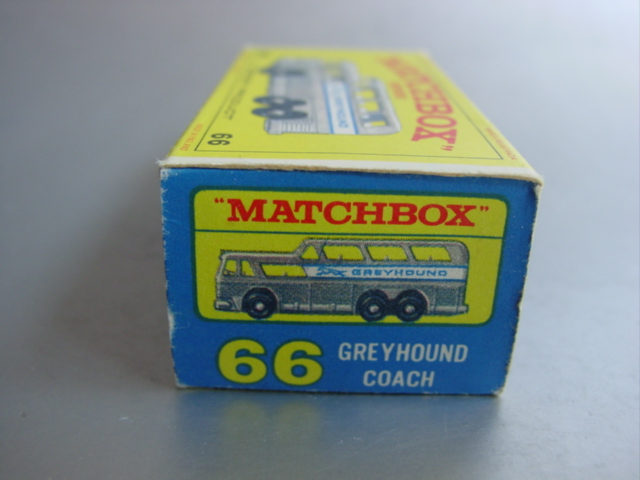 "MATCHBOX"
GREYHOUND
66 GREYHOUND
COACH
"MATCHBOX"
66